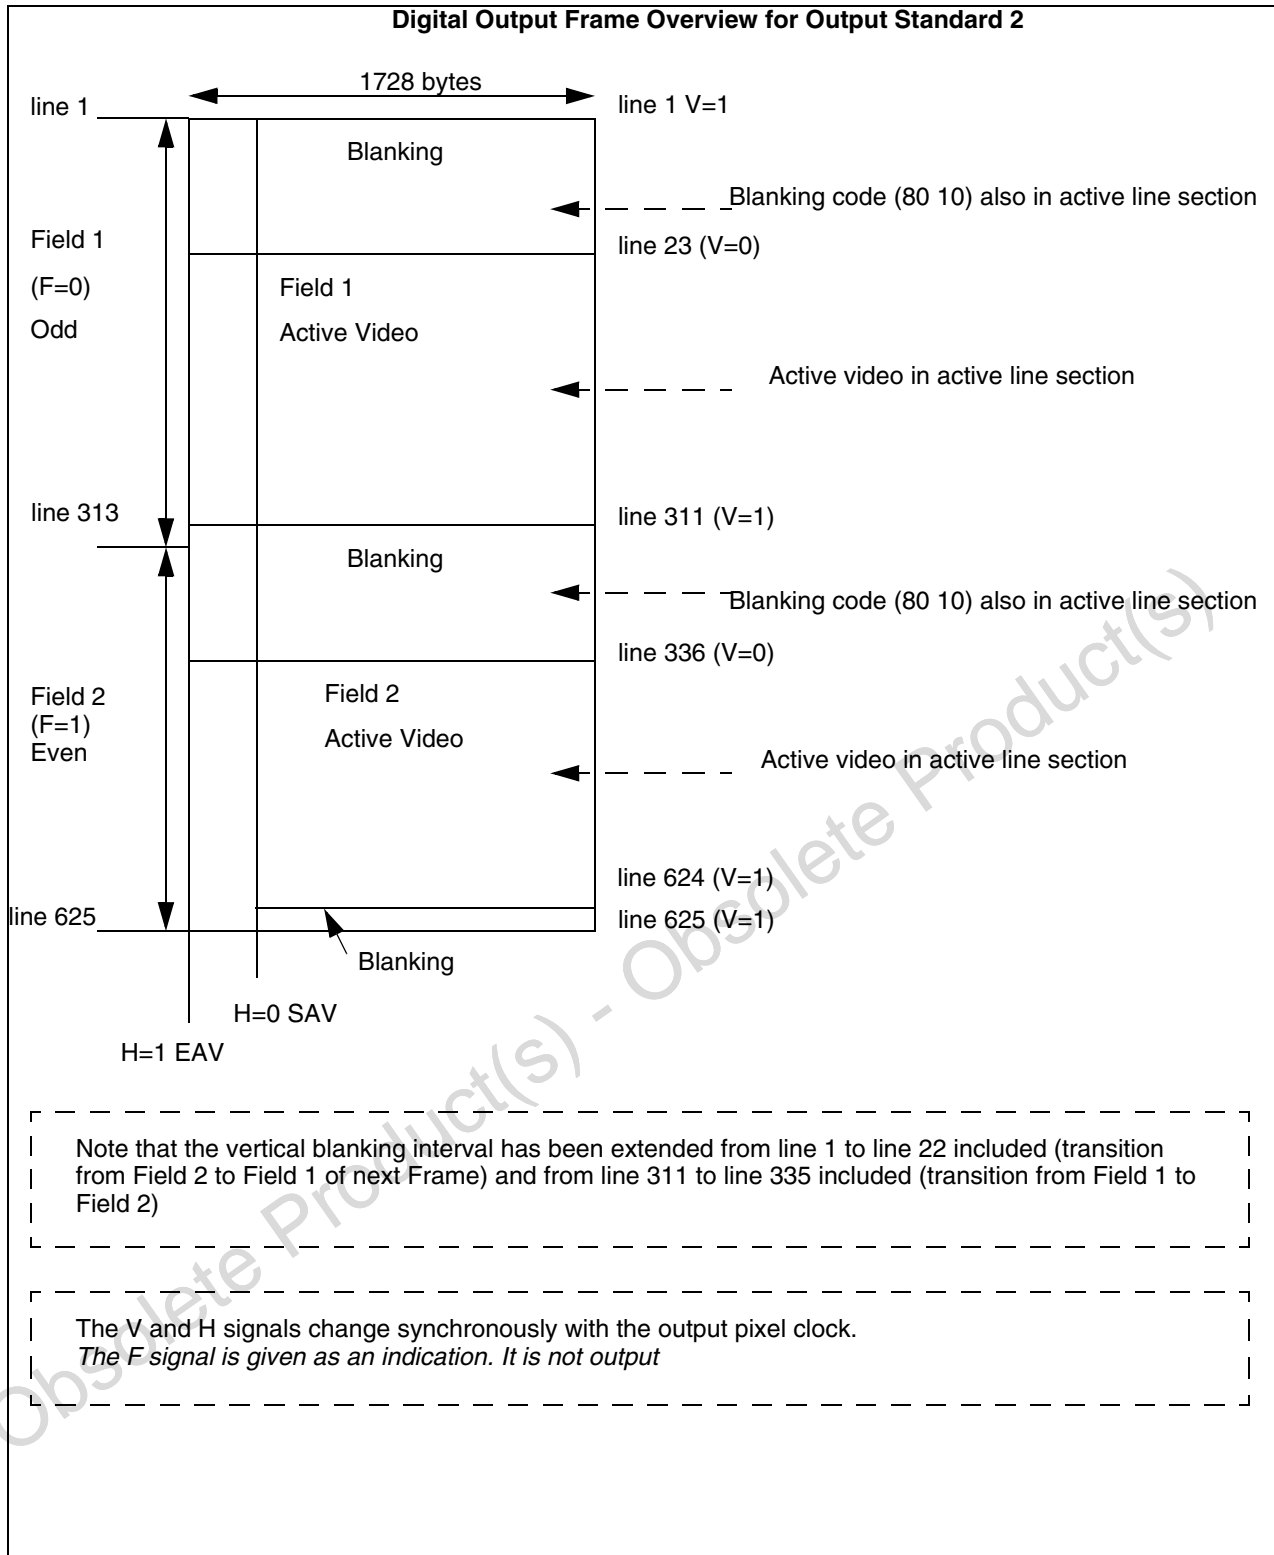 Digital Output Frame Overview for Output Standard 2
1728 bytes
line 1
line 1 V=1
Blanking
Blanking code (80 10) also in active line section
Field 1
(F=0)
Odd
line 23 (V=0)
Field 1
Active Video
Active video in active line section
line 313
line 311 (V=1)
Blanking
Blanking code (80 10) also in active line section
line 336 (V=0)
Field 2
(F=1)
Even
Field 2
Active Video
Active video in active line section
line 624 (V=1)
line 625
line 625 (V=1)
Blanking
H=0 SAV
H=1 EAV
Note that the vertical blanking interval has been extended from line 1 to line 22 included (transition
from Field 2 to Field 1 of next Frame) and from line 311 to line 335 included (transition from Field 1 to
Field 2)
The V and H signals change synchronously with the output pixel clock.
The F signal is given as an indication. It is not output
Obsolete Product(s) - Obsolete Product(s)